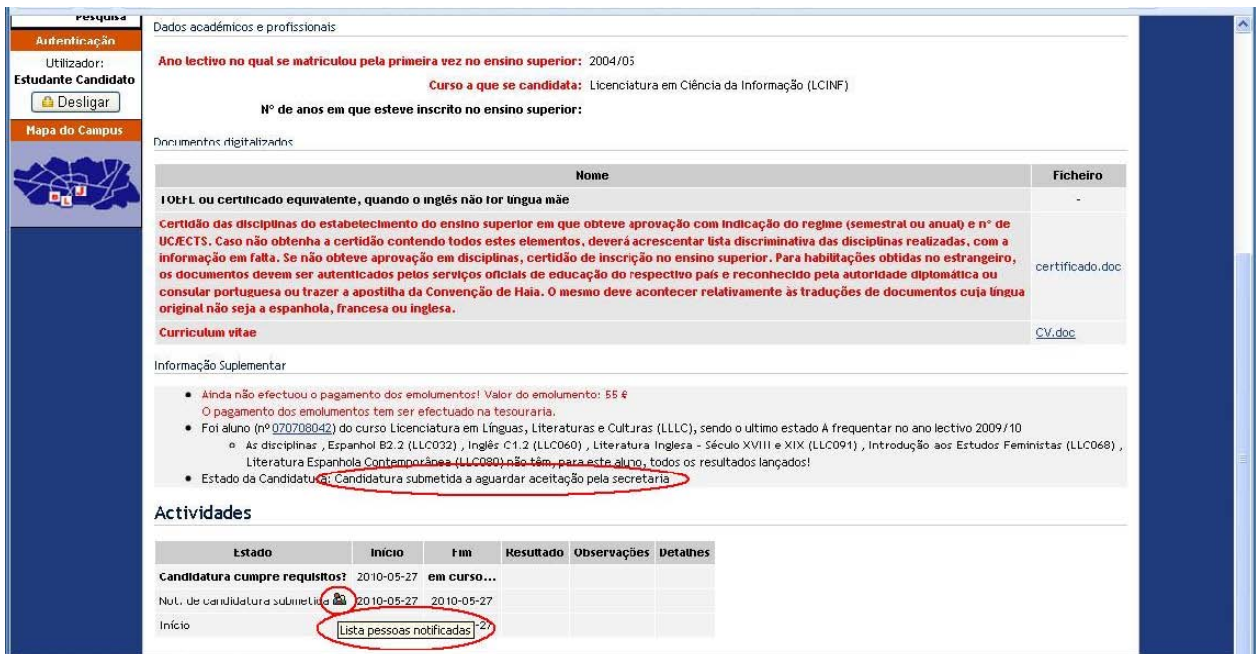 Pesquisa
Autenticação
Utilizador:
Estudante Candidato
Desligar
Mapa do Campus
Dados académicos e profissionais
Ano lectivo no qual se matriculou pela primeira vez no ensino superior: 2004/05
Curso a que se candidata: Licenciatura em Ciência da Informação (LCINF)
Nº de anos em que esteve inscrito no ensino superior:
Documentos digitalizados
Nome Ficheiro
TOEFL ou certificado equivalente, quando o inglês não for língua mãe -
Certidão das disciplinas do estabelecimento do ensino superior em que obteve aprovação com indicação do regime (semestral ou anual) e nº de
UC/ECTS. Caso não obtenha a certidão contendo todos estes elementos, deverá acrescentar lista discriminativa das disciplinas realizadas, com a
informação em falta. Se não obteve aprovação em disciplinas, certidão de inscrição no ensino superior. Para habilitações obtidas no estrangeiro,
os documentos devem ser autenticados pelos serviços oficiais de educação do respectivo país e reconhecido pela autoridade diplomática ou
consular portuguesa ou trazer a apostilha da Convenção de Haia. O mesmo deve acontecer relativamente às traduções de documentos cuja língua
original não seja a espanhola, francesa ou inglesa.
certificado.doc
Curriculum vitae CV.doc
Informação Suplementar
Ainda não efectuou o pagamento dos emolumentos! Valor do emolumento: 55 €
O pagamento dos emolumentos tem ser efectuado na tesouraria.
Foi aluno (nº 070708042) do curso Licenciatura em Línguas, Literaturas e Culturas (LLLC), sendo o ultimo estado A frequentar no ano lectivo 2009/10
As disciplinas , Espanhol B2.2 (LLC032) , Inglês C1.2 (LLC060) , Literatura Inglesa - Século XVIII e XIX (LLC091) , Introdução aos Estudos Feministas (LLC068) ,
Literatura Espanhola Contemporânea (LLC080) não têm, para este aluno, todos os resultados lançados!
Estado da Candidatura: Candidatura submetida a aguardar aceitação pela secretaria
Actividades
Estado Início Fim Resultado Observações Detalhes
Candidatura cumpre requisitos? 2010-05-27 em curso...
Not. de candidatura submetida 2010-05-27 2010-05-27
Início Lista pessoas notificadas -27